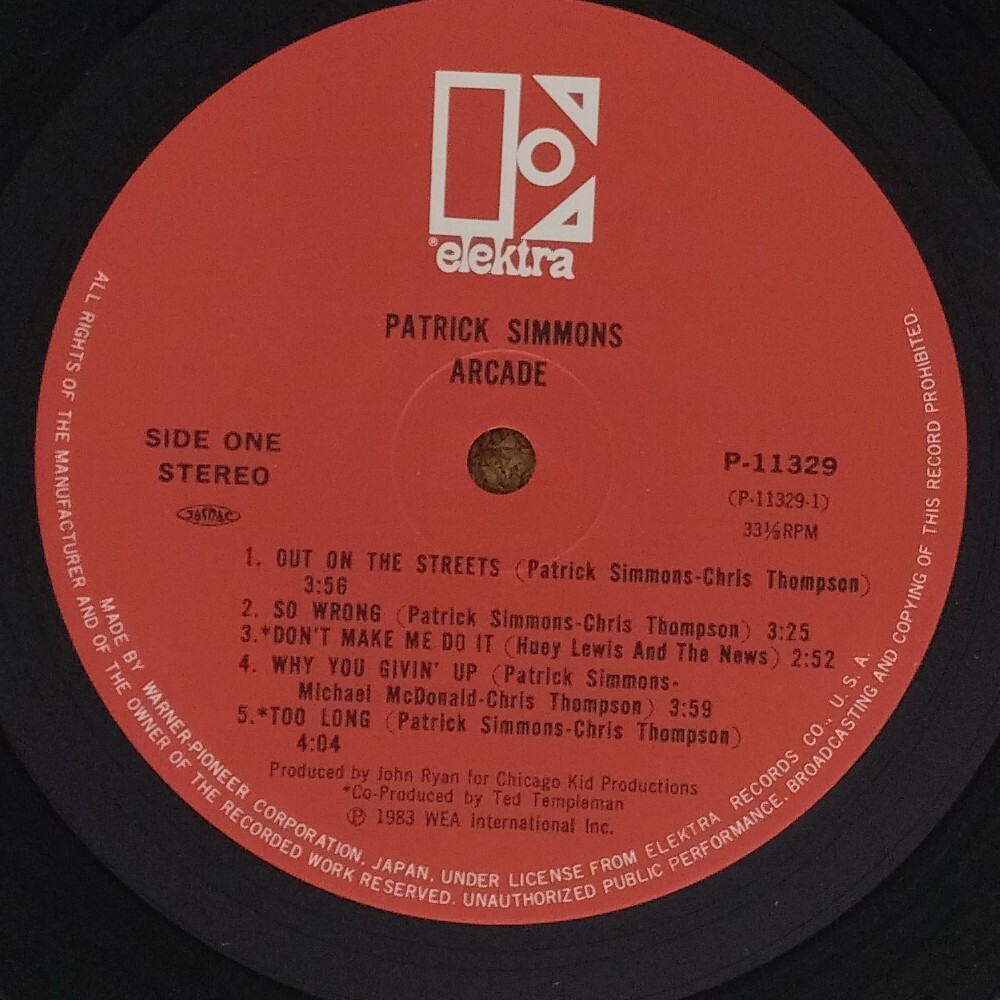 ® elektra
PATRICK SIMMONS
ARCADE
SIDE ONE
STEREO
JASRAC
P-11329
(P-11329-1)
33⅓RPM
1. OUT ON THE STREETS (Patrick Simmons-Chris Thompson)
3:56
2. SO WRONG (Patrick Simmons-Chris Thompson) 3:25
3.*DON'T MAKE ME DO IT (Huey Lewis And The News) 2:52
4. WHY YOU GIVIN' UP (Patrick Simmons-
Michael McDonald-Chris Thompson) 3:59
5.*TOO LONG (Patrick Simmons-Chris Thompson)
4:04
Produced by John Ryan for Chicago Kid Productions
*Co-Produced by Ted Templeman
Ⓟ 1983 WEA International Inc.
MADE BY WARNER-PIONEER CORPORATION, JAPAN, UNDER LICENSE FROM ELEKTRA RECORDS CO., U. S. A.
ALL RIGHTS OF THE MANUFACTURER AND OF THE OWNER OF THE RECORDED WORK RESERVED. UNAUTHORIZED PUBLIC PERFORMANCE, BROADCASTING AND COPYING OF THIS RECORD PROHIBITED.